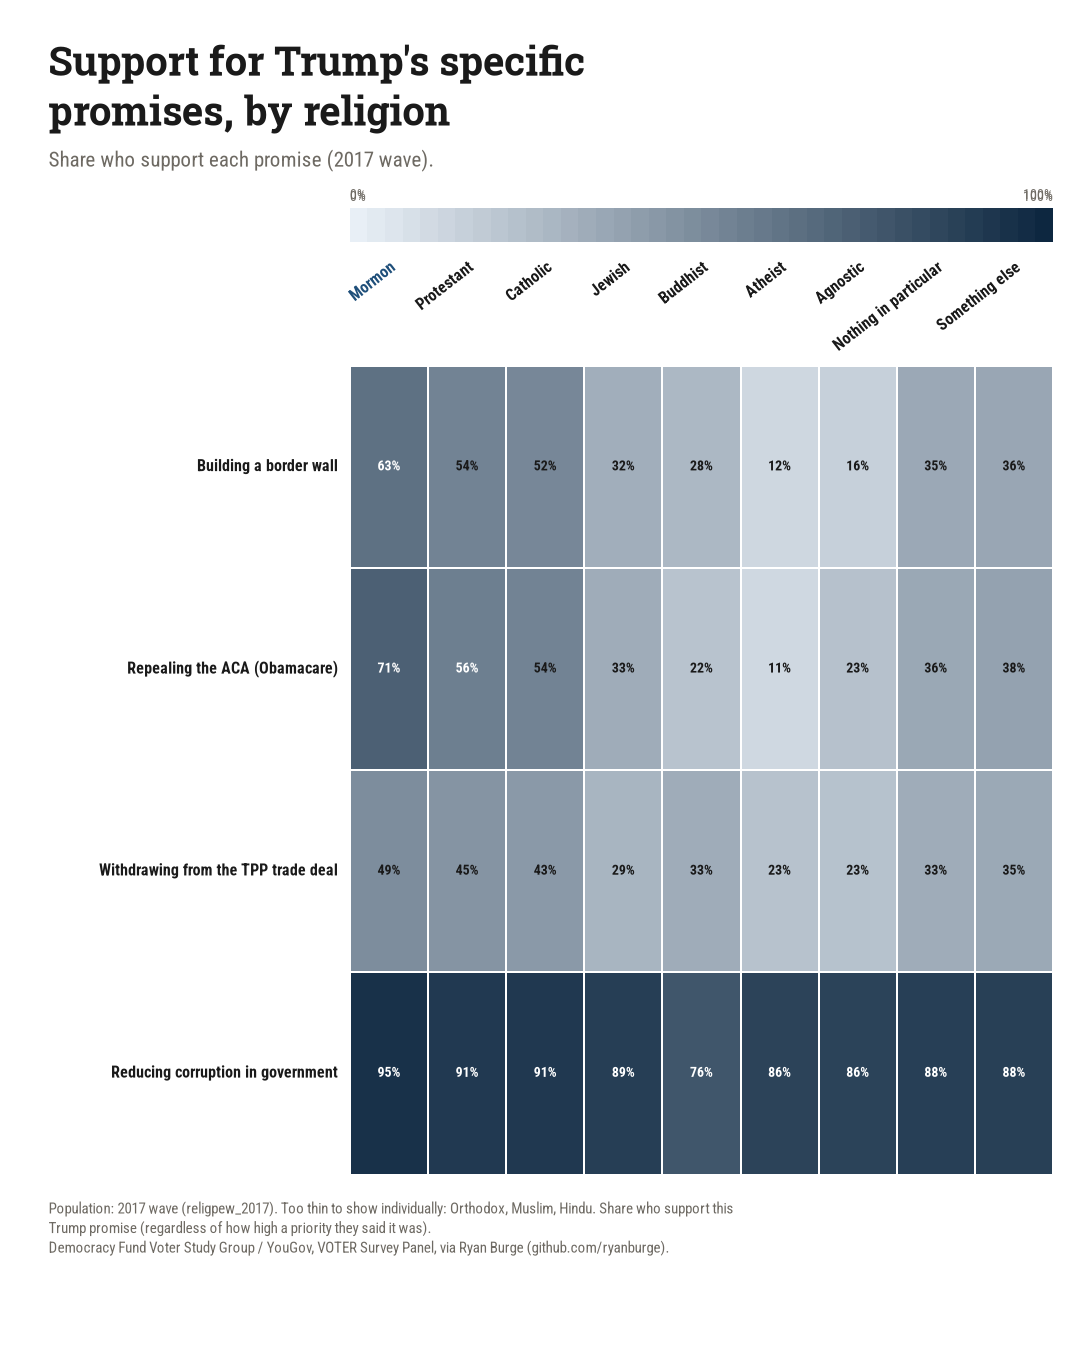 Support for Trump's specific
promises, by religion
Share who support each promise (2017 wave).
0% 100%
Mormon Protestant Catholic Jewish Buddhist Atheist Agnostic Nothing in particular Something else
Building a border wall 63% 54% 52% 32% 28% 12% 16% 35% 36%
Repealing the ACA (Obamacare) 71% 56% 54% 33% 22% 11% 23% 36% 38%
Withdrawing from the TPP trade deal 49% 45% 43% 29% 33% 23% 23% 33% 35%
Reducing corruption in government 95% 91% 91% 89% 76% 86% 86% 88% 88%
Population: 2017 wave (religpew_2017). Too thin to show individually: Orthodox, Muslim, Hindu. Share who support this
Trump promise (regardless of how high a priority they said it was).
Democracy Fund Voter Study Group / YouGov, VOTER Survey Panel, via Ryan Burge (github.com/ryanburge).